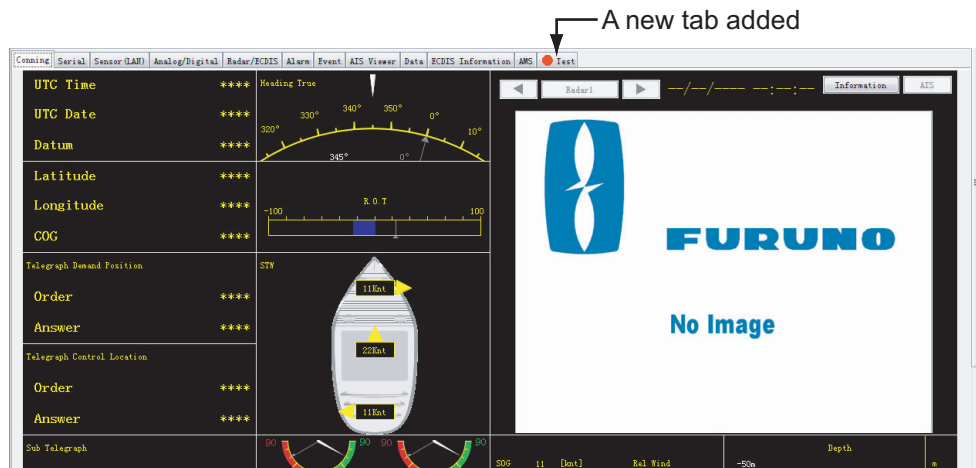 A new tab added
Conning Serial Sensor(LAN) Analog/Digital Radar/ECDIS Alarm Event AIS Viewer Data ECDIS Information AMS Test
UTC Time ****
UTC Date ****
Datum ****
Latitude ****
Longitude ****
COG ****
Telegraph Demand Position
Order ****
Answer ****
Telegraph Control Location
Order ****
Answer ****
Sub Telegraph
Heading True
320° 330° 340° 350° 0° 10°
345° 0°
R.O.T
-100 100
STW
11Knt
22Knt
11Knt
90 90 90 90
Radar1 --/--/---- --:--:-- Information AIS
FURUNO
No Image
SOG 11 [knt] Rel Wind
Depth
-50m m